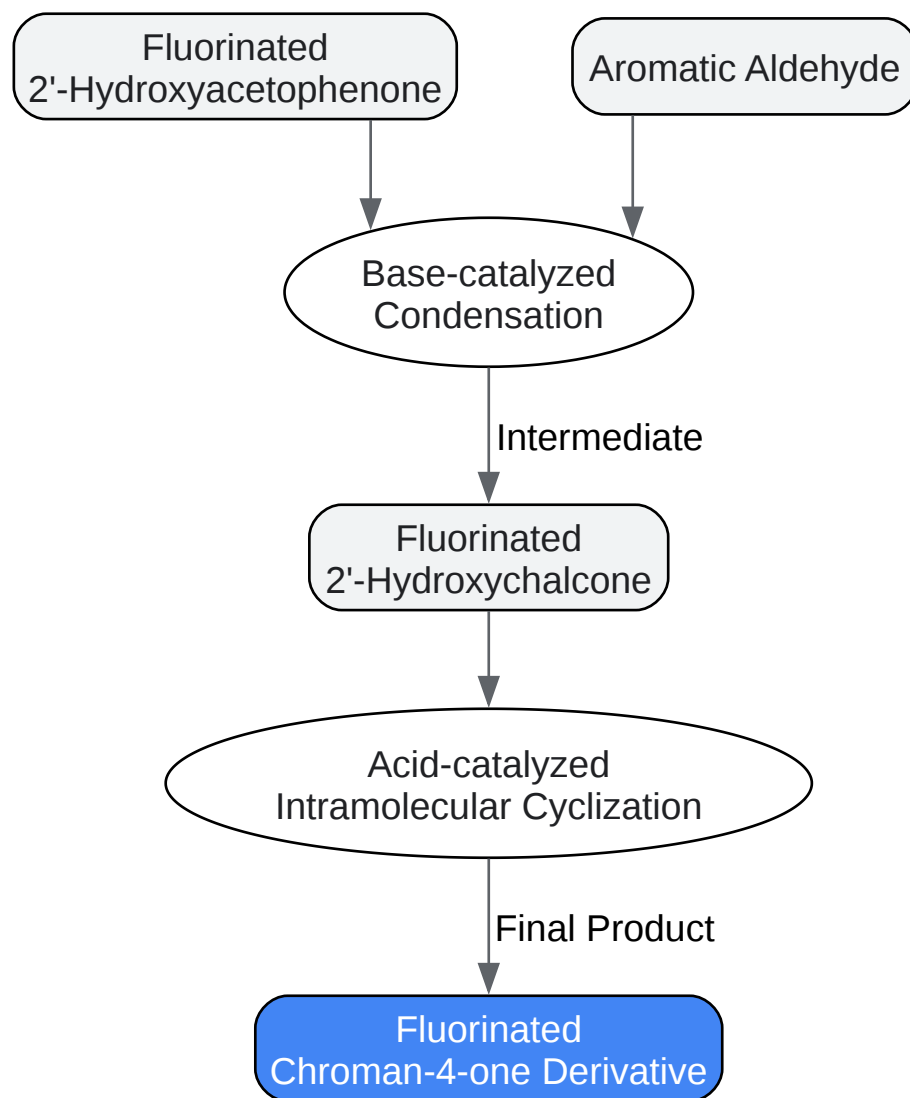 Fluorinated
2'-Hydroxyacetophenone
Aromatic Aldehyde
Base-catalyzed
Condensation
Intermediate
Fluorinated
2'-Hydroxychalcone
Acid-catalyzed
Intramolecular Cyclization
Final Product
Fluorinated
Chroman-4-one Derivative